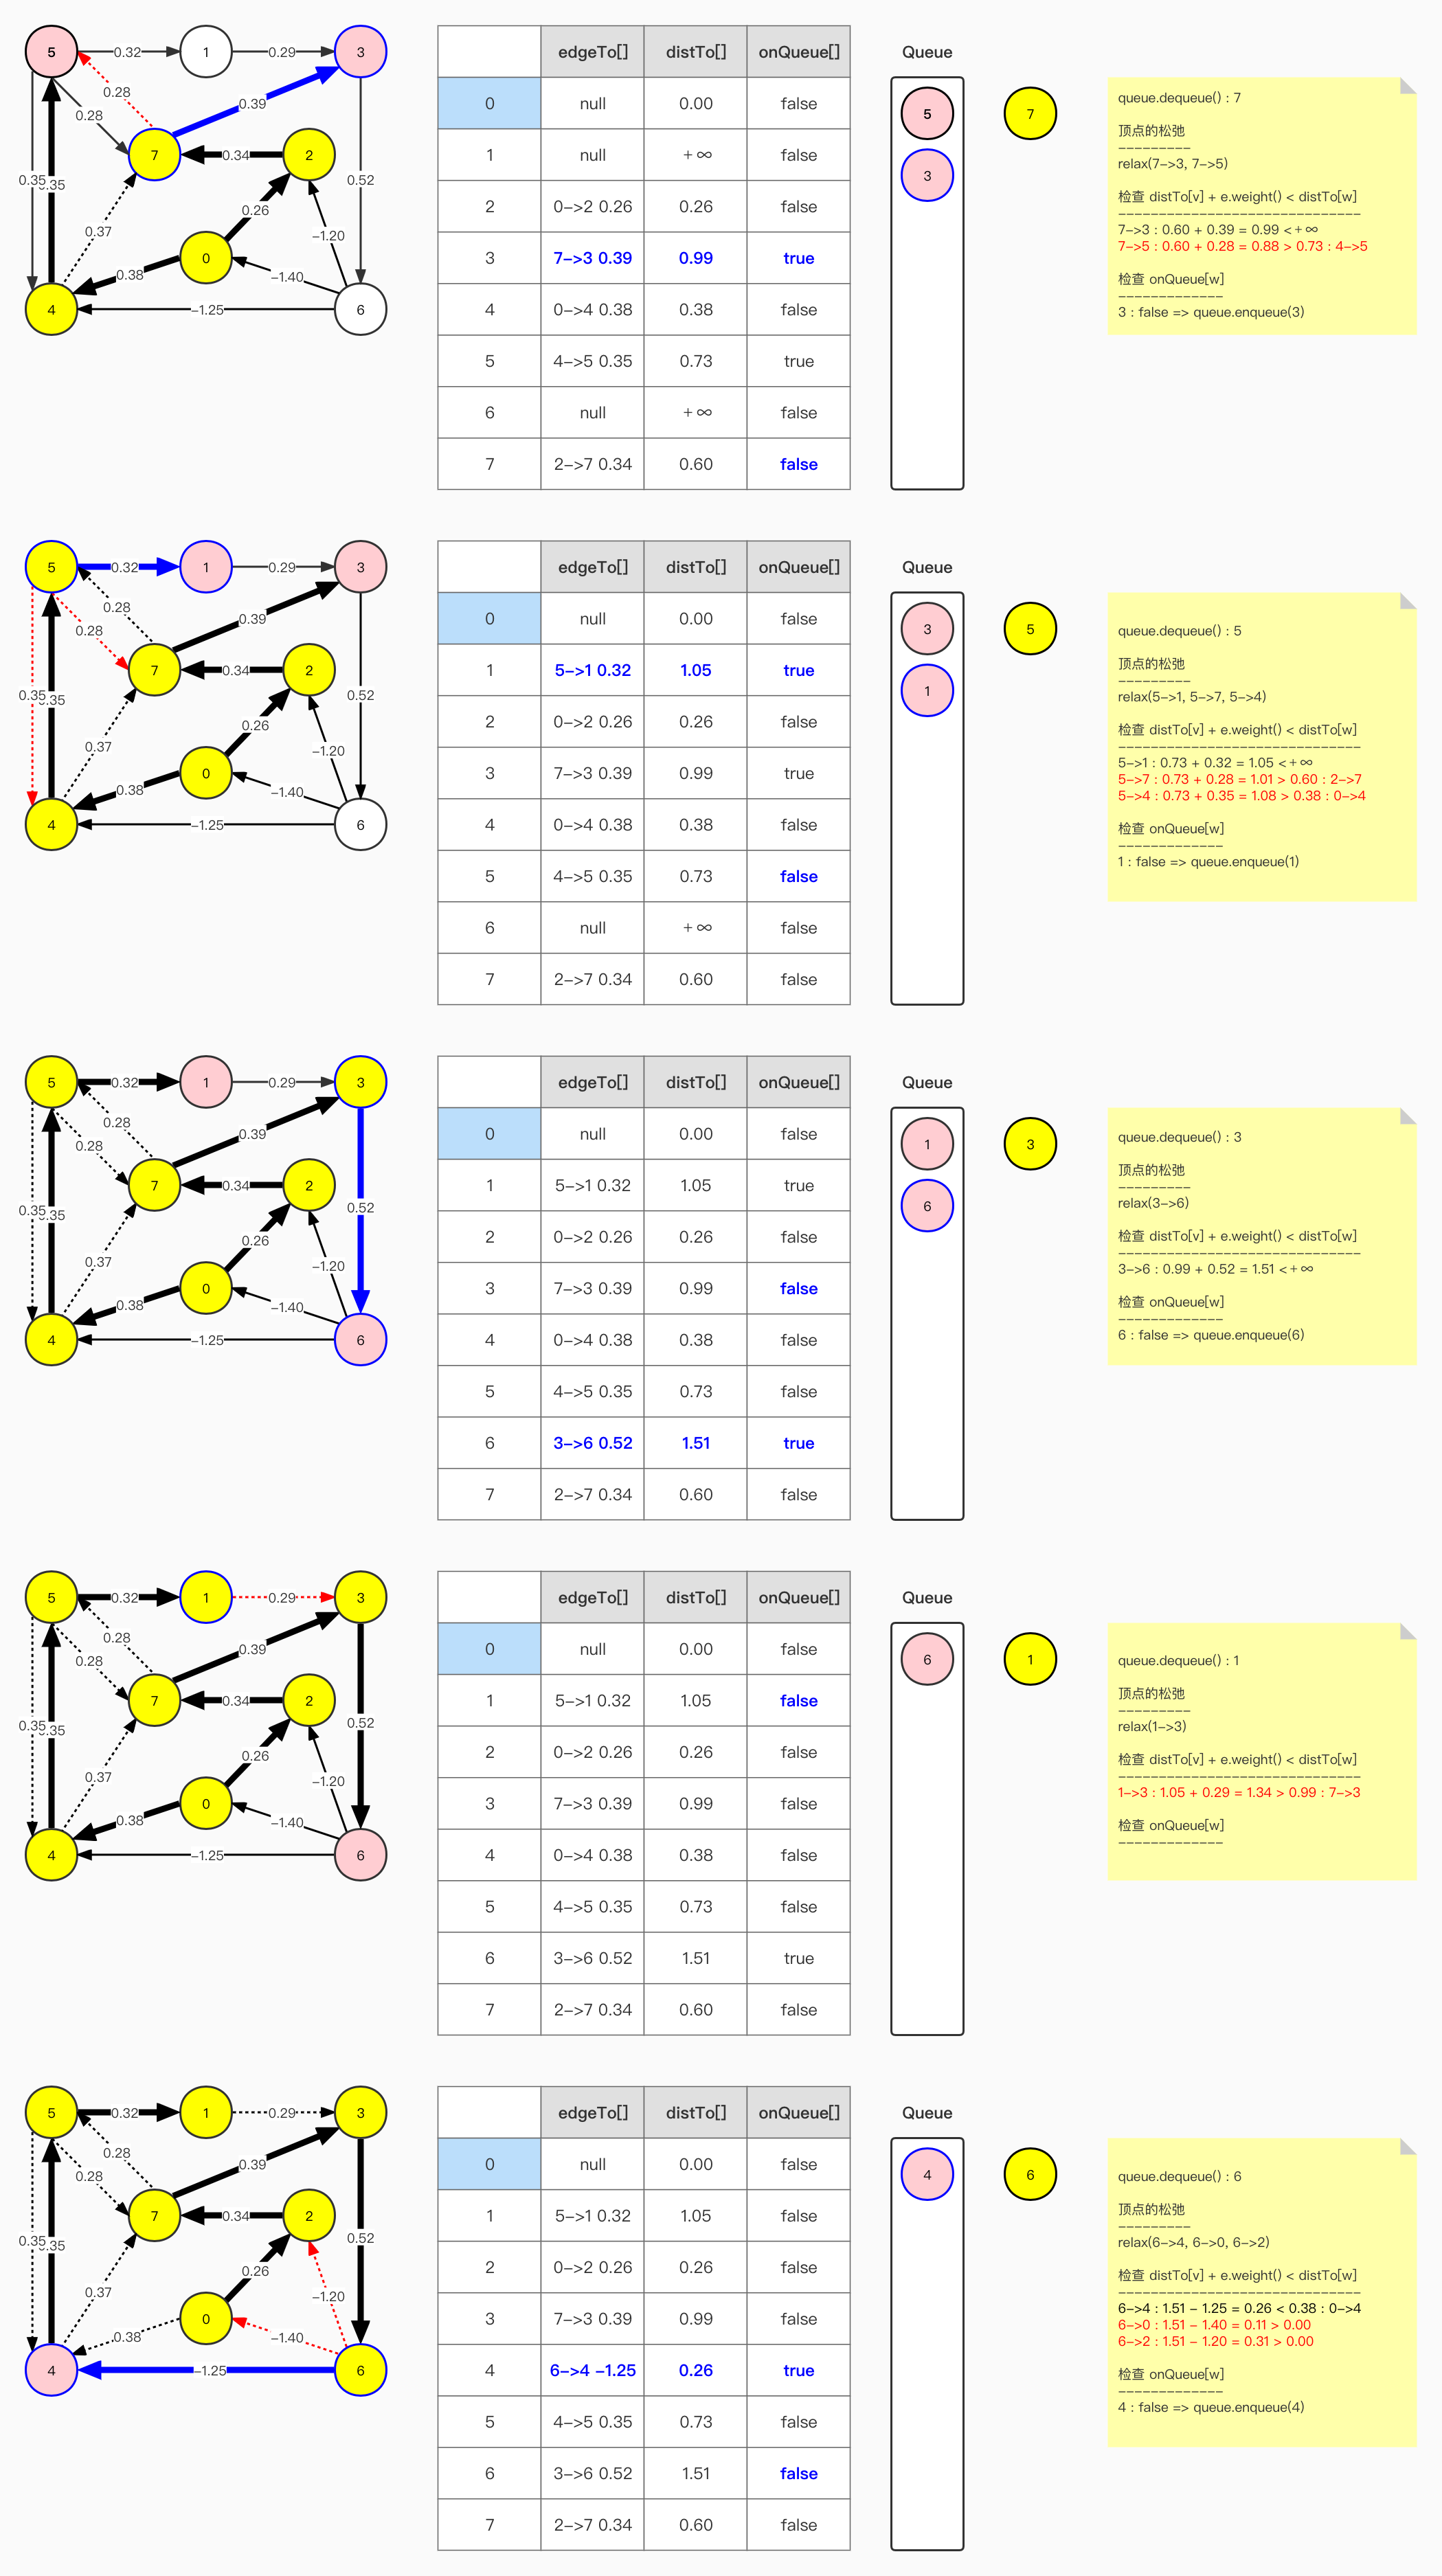 5 0.32 1 0.29 3
0.28
0.39
0.28
7 0.34 2
0.35 0.35 0.52
0.26
0.37 -1.20
0
0.38 -1.40
4 -1.25 6
edgeTo[] distTo[] onQueue[]
0 null 0.00 false
1 null +∞ false
2 0->2 0.26 0.26 false
3 7->3 0.39 0.99 true
4 0->4 0.38 0.38 false
5 4->5 0.35 0.73 true
6 null +∞ false
7 2->7 0.34 0.60 false
Queue
5
3
7
queue.dequeue() : 7
顶点的松弛
---------
relax(7->3, 7->5)
检查 distTo[v] + e.weight() < distTo[w]
------------------------------
7->3 : 0.60 + 0.39 = 0.99 < +∞
7->5 : 0.60 + 0.28 = 0.88 > 0.73 : 4->5
检查 onQueue[w]
-------------
3 : false => queue.enqueue(3)
5 0.32 1 0.29 3
0.28
0.39
0.28
7 0.34 2
0.35 0.35 0.52
0.26
0.37 -1.20
0
0.38 -1.40
4 -1.25 6
edgeTo[] distTo[] onQueue[]
0 null 0.00 false
1 5->1 0.32 1.05 true
2 0->2 0.26 0.26 false
3 7->3 0.39 0.99 true
4 0->4 0.38 0.38 false
5 4->5 0.35 0.73 false
6 null +∞ false
7 2->7 0.34 0.60 false
Queue
3
1
5
queue.dequeue() : 5
顶点的松弛
---------
relax(5->1, 5->7, 5->4)
检查 distTo[v] + e.weight() < distTo[w]
------------------------------
5->1 : 0.73 + 0.32 = 1.05 < +∞
5->7 : 0.73 + 0.28 = 1.01 > 0.60 : 2->7
5->4 : 0.73 + 0.35 = 1.08 > 0.38 : 0->4
检查 onQueue[w]
-------------
1 : false => queue.enqueue(1)
5 0.32 1 0.29 3
0.28
0.39
0.28
7 0.34 2
0.35 0.35 0.52
0.26
0.37 -1.20
0
0.38 -1.40
4 -1.25 6
edgeTo[] distTo[] onQueue[]
0 null 0.00 false
1 5->1 0.32 1.05 true
2 0->2 0.26 0.26 false
3 7->3 0.39 0.99 false
4 0->4 0.38 0.38 false
5 4->5 0.35 0.73 false
6 3->6 0.52 1.51 true
7 2->7 0.34 0.60 false
Queue
1
6
3
queue.dequeue() : 3
顶点的松弛
---------
relax(3->6)
检查 distTo[v] + e.weight() < distTo[w]
------------------------------
3->6 : 0.99 + 0.52 = 1.51 < +∞
检查 onQueue[w]
-------------
6 : false => queue.enqueue(6)
5 0.32 1 0.29 3
0.28
0.39
0.28
7 0.34 2
0.35 0.35 0.52
0.26
0.37 -1.20
0
0.38 -1.40
4 -1.25 6
edgeTo[] distTo[] onQueue[]
0 null 0.00 false
1 5->1 0.32 1.05 false
2 0->2 0.26 0.26 false
3 7->3 0.39 0.99 false
4 0->4 0.38 0.38 false
5 4->5 0.35 0.73 false
6 3->6 0.52 1.51 true
7 2->7 0.34 0.60 false
Queue
6
1
queue.dequeue() : 1
顶点的松弛
---------
relax(1->3)
检查 distTo[v] + e.weight() < distTo[w]
------------------------------
1->3 : 1.05 + 0.29 = 1.34 > 0.99 : 7->3
检查 onQueue[w]
-------------
5 0.32 1 0.29 3
0.28
0.39
0.28
7 0.34 2
0.35 0.35 0.52
0.26
0.37 -1.20
0
0.38 -1.40
4 -1.25 6
edgeTo[] distTo[] onQueue[]
0 null 0.00 false
1 5->1 0.32 1.05 false
2 0->2 0.26 0.26 false
3 7->3 0.39 0.99 false
4 6->4 -1.25 0.26 true
5 4->5 0.35 0.73 false
6 3->6 0.52 1.51 false
7 2->7 0.34 0.60 false
Queue
4
6
queue.dequeue() : 6
顶点的松弛
---------
relax(6->4, 6->0, 6->2)
检查 distTo[v] + e.weight() < distTo[w]
------------------------------
6->4 : 1.51 - 1.25 = 0.26 < 0.38 : 0->4
6->0 : 1.51 - 1.40 = 0.11 > 0.00
6->2 : 1.51 - 1.20 = 0.31 > 0.00
检查 onQueue[w]
-------------
4 : false => queue.enqueue(4)